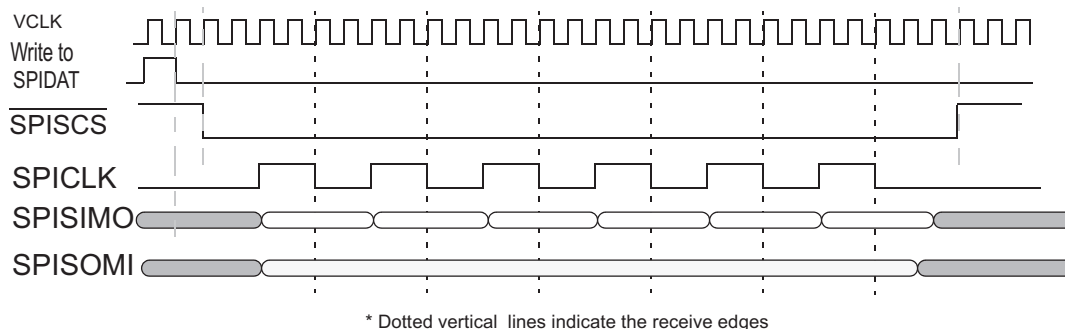 VCLK
Write to
SPIDAT
SPISCS
SPICLK
SPISIMO
SPISOMI
* Dotted vertical lines indicate the receive edges